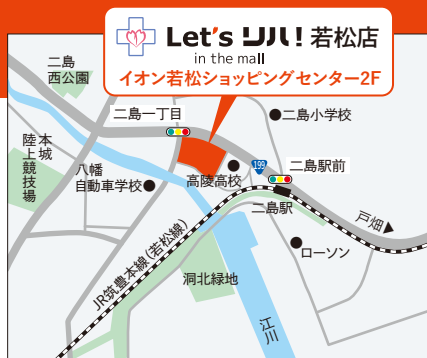 Let's リハ! 若松店
in the mall
イオン若松ショッピングセンター2F
二島
西公園
二島一丁目
二島小学校
本城
陸上競技場
八幡
自動車学校
高陵高校
199
二島駅前
二島駅
戸畑
ローソン
JR筑豊本線(若松線)
洞北緑地
江川